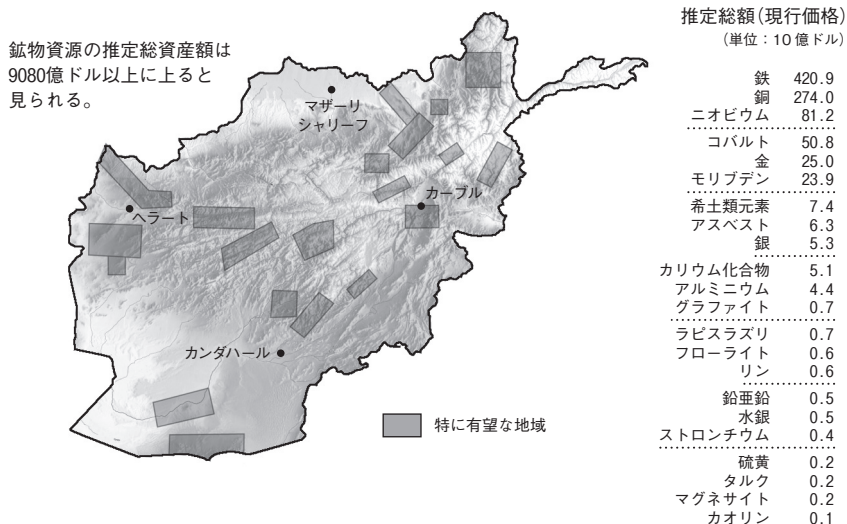 鉱物資源の推定総資産額は
9080億ドル以上に上ると
見られる。
マザーリ
シャリーフ
カーブル
ヘラート
カンダハール
特に有望な地域
推定総額(現行価格)
(単位:10億ドル)
鉄 420.9
銅 274.0
ニオビウム 81.2
コバルト 50.8
金 25.0
モリブデン 23.9
希土類元素 7.4
アスベスト 6.3
銀 5.3
カリウム化合物 5.1
アルミニウム 4.4
グラファイト 0.7
ラピスラズリ 0.7
フローライト 0.6
リン 0.6
鉛亜鉛 0.5
水銀 0.5
ストロンチウム 0.4
硫黄 0.2
タルク 0.2
マグネサイト 0.2
カオリン 0.1